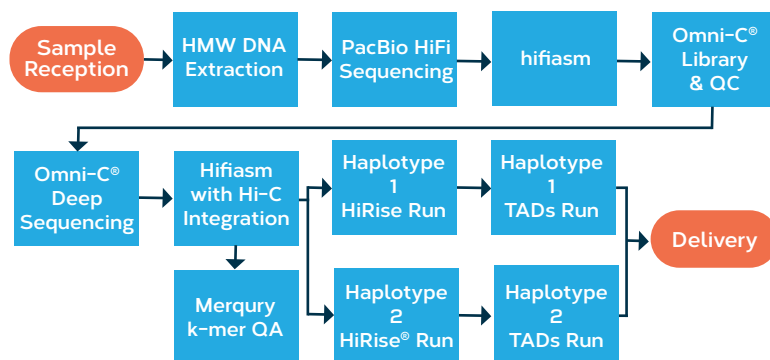 Sample
Reception
HMW DNA
Extraction
PacBio HiFi
Sequencing
hifiasm
Omni-C®
Library
& QC
Omni-C®
Deep
Sequencing
Hifiasm
with Hi-C
Integration
Haplotype
1
HiRise Run
Haplotype
1
TADs Run
Delivery
Merqury
k-mer QA
Haplotype
2
HiRise® Run
Haplotype
2
TADs Run